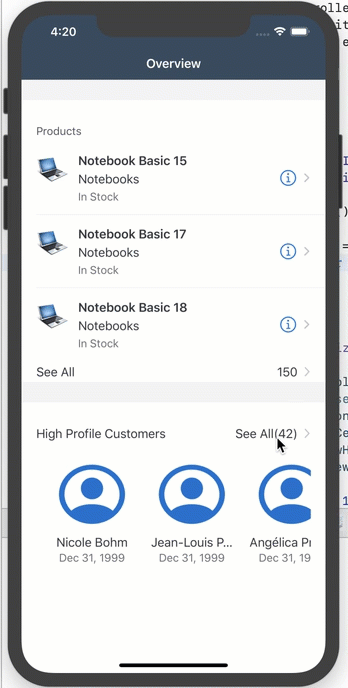 4:20
Overview
Products
Notebook Basic 15
Notebooks
In Stock
Notebook Basic 17
Notebooks
In Stock
Notebook Basic 18
Notebooks
In Stock
See All 150
High Profile Customers See All(42)
Nicole Bohm Jean-Louis P... Angélica Pr
Dec 31, 1999 Dec 31, 1999 Dec 31, 19